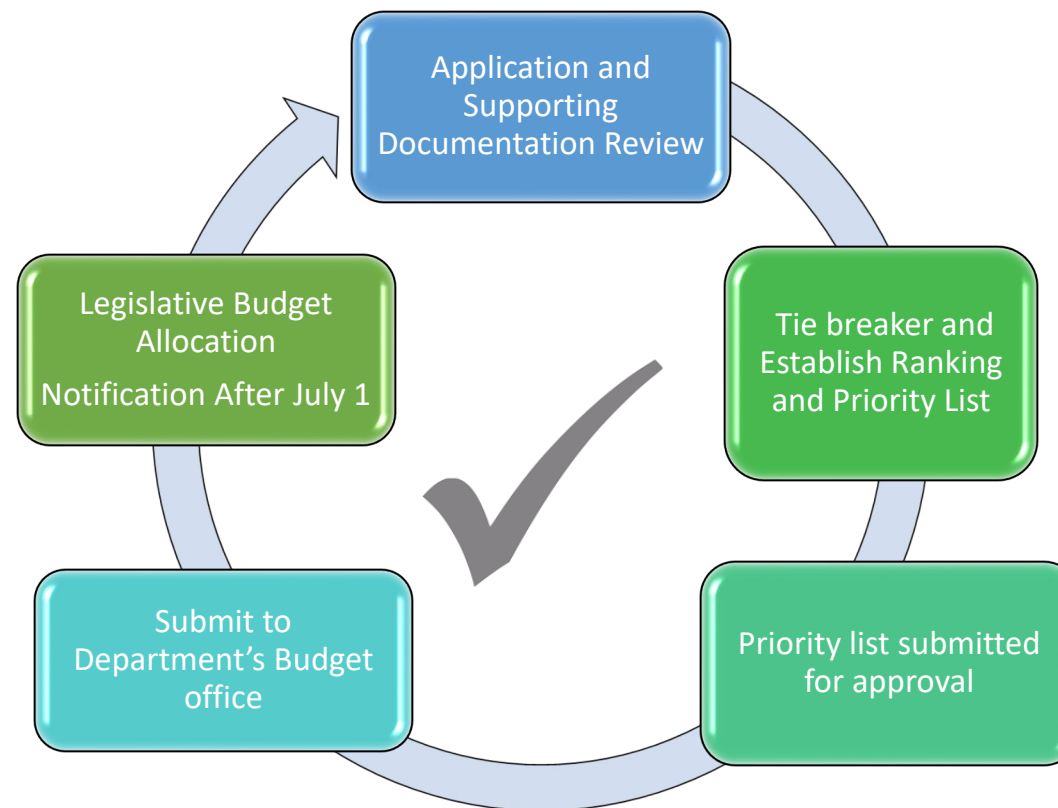 Application and
Supporting
Documentation Review
Tie breaker and
Establish Ranking
and Priority List
Priority list submitted
for approval
Submit to
Department’s Budget
office
Legislative Budget
Allocation
Notification After July 1